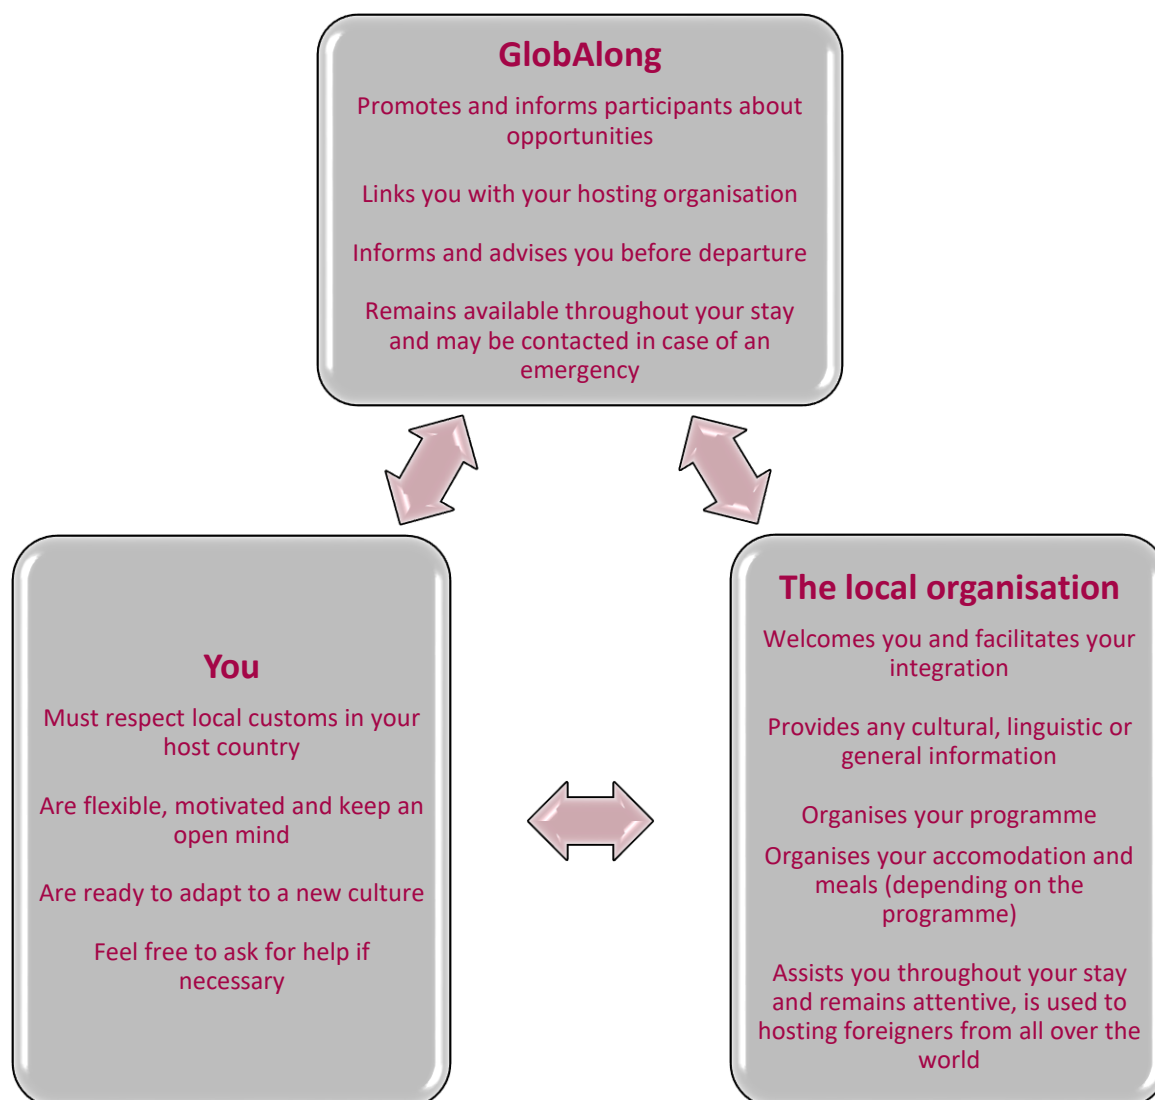 GlobAlong
Promotes and informs participants about
opportunities
Links you with your hosting organisation
Informs and advises you before departure
Remains available throughout your stay
and may be contacted in case of an
emergency
You
Must respect local customs in your
host country
Are flexible, motivated and keep an
open mind
Are ready to adapt to a new culture
Feel free to ask for help if
necessary
The local organisation
Welcomes you and facilitates your
integration
Provides any cultural, linguistic or
general information
Organises your programme
Organises your accomodation and
meals (depending on the
programme)
Assists you throughout your stay
and remains attentive, is used to
hosting foreigners from all over the
world